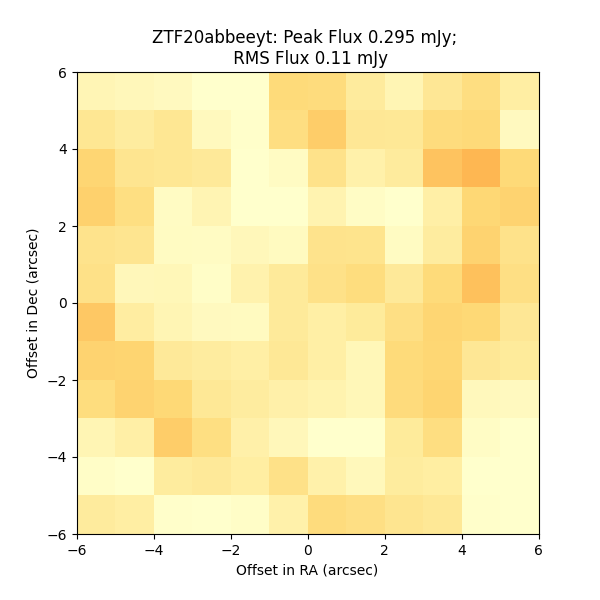 ZTF20abbeeyt: Peak Flux 0.295 mJy;
RMS Flux 0.11 mJy
6
4
2
0
−2
−4
−6
Offset in Dec (arcsec)
−6 −4 −2 0 2 4 6
Offset in RA (arcsec)